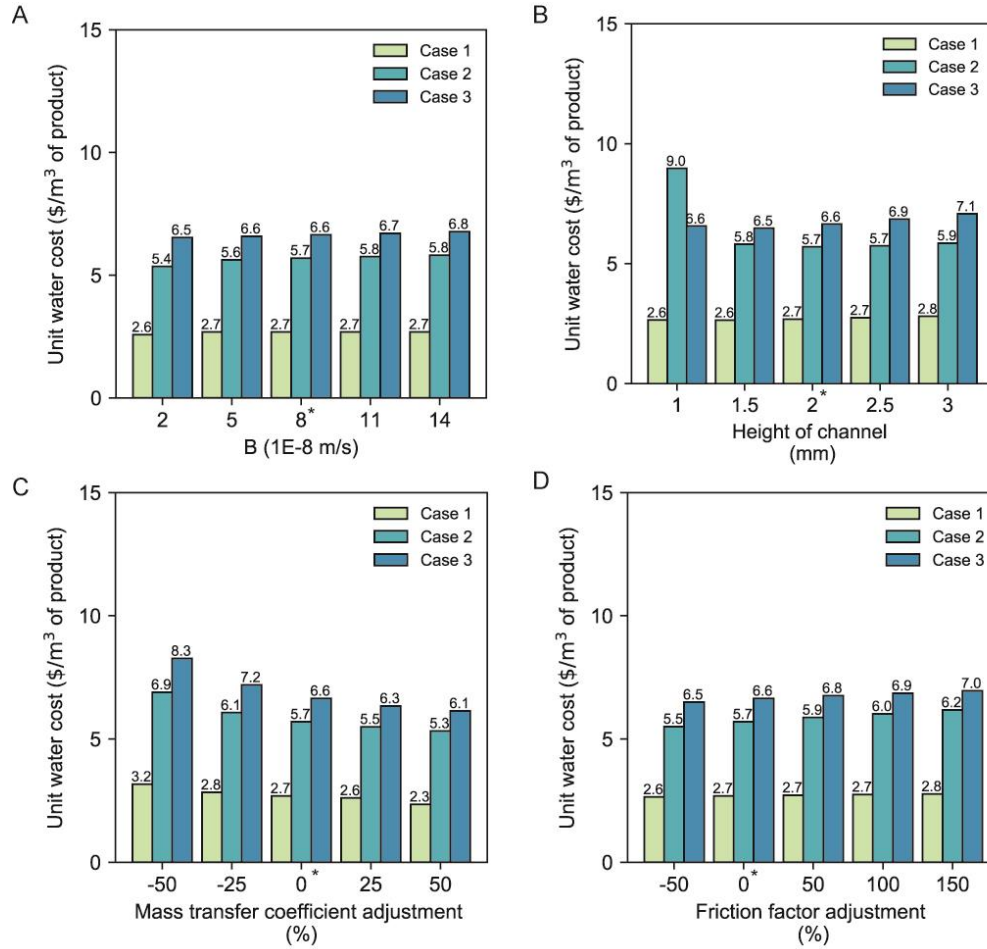 A
15
10
5
0
Unit water cost ($/m³ of product)
Case 1
Case 2
Case 3
2.6 5.4 6.5 2.7 5.6 6.6 2.7 5.7 6.6 2.7 5.8 6.7 2.7 5.8 6.8
2 5 8* 11 14
B (1E-8 m/s)
B
15
10
5
0
Unit water cost ($/m³ of product)
Case 1
Case 2
Case 3
2.6 9.0 6.6 2.6 5.8 6.5 2.7 5.7 6.6 2.7 5.7 6.9 2.8 5.9 7.1
1 1.5 2* 2.5 3
Height of channel
(mm)
C
15
10
5
0
Unit water cost ($/m³ of product)
Case 1
Case 2
Case 3
3.2 6.9 8.3 2.8 6.1 7.2 2.7 5.7 6.6 2.6 5.5 6.3 2.3 5.3 6.1
-50 -25 0 * 25 50
Mass transfer coefficient adjustment
(%)
D
15
10
5
0
Unit water cost ($/m³ of product)
Case 1
Case 2
Case 3
2.6 5.5 6.5 2.7 5.7 6.6 2.7 5.9 6.8 2.7 6.0 6.9 2.8 6.2 7.0
-50 0* 50 100 150
Friction factor adjustment
(%)